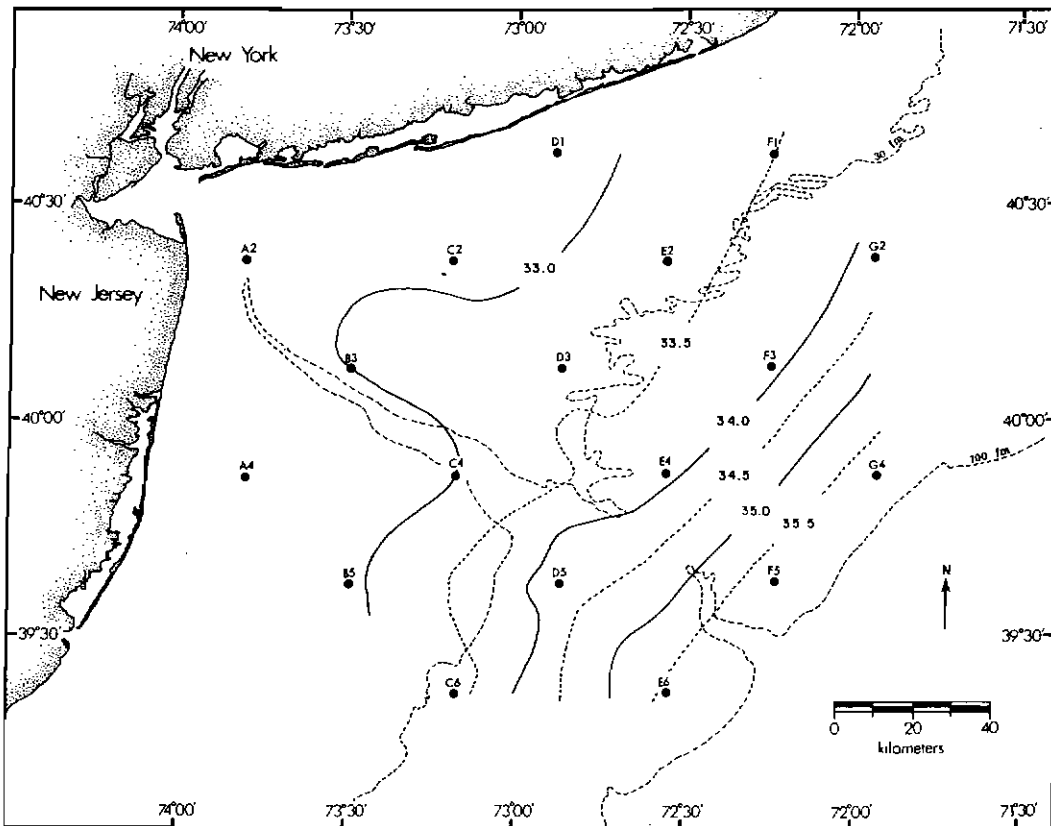 74°00' 73°30' 73°00' 72°30' 72°00' 71°30'
New York
D1 F1
30 fm
40°30' 40°30'
A2 C2 E2 G2
33.0
New Jersey
33.5
B3 D3 F3
40°00' 34.0 40°00'
100 fm
A4 C4 E4 34.5 G4
35.0 35 5
B5 D5 F5
N
39°30' 39°30'
C6 E6
0 20 40
kilometers
74°00' 73°30' 73°00' 72°30' 72°00' 71°30'